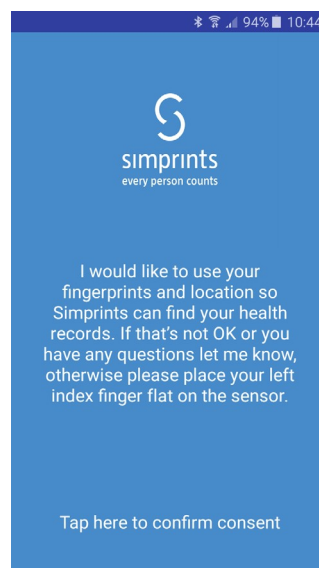 94% 10:44
simprints
every person counts
I would like to use your
fingerprints and location so
Simprints can find your health
records. If that's not OK or you
have any questions let me know,
otherwise please place your left
index finger flat on the sensor.
Tap here to confirm consent